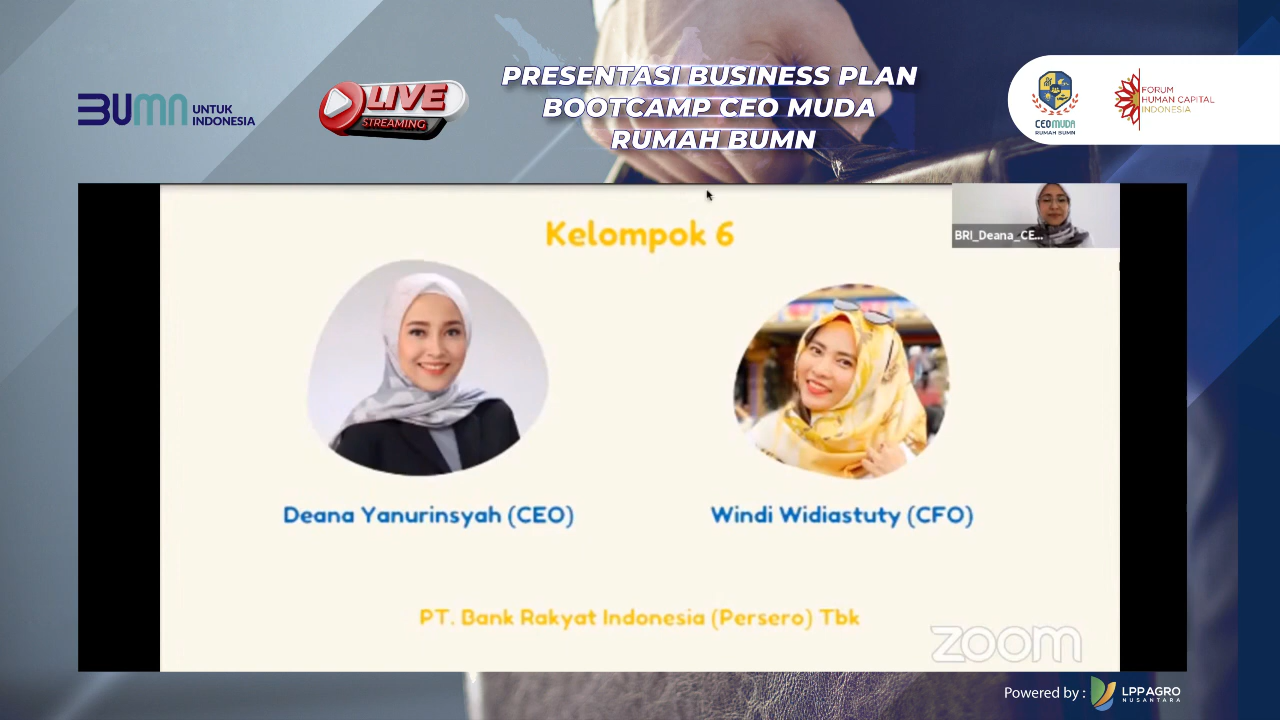 BUMN UNTUK INDONESIA
LIVE
STREAMING
PRESENTASI BUSINESS PLAN
BOOTCAMP CEO MUDA
RUMAH BUMN
CEOMUDA
RUMAH BUMN
FORUM
HUMAN CAPITAL
INDONESIA
Kelompok 6
BRI_Deana_CE...
Deana Yanurinsyah (CEO)
Windi Widiastuty (CFO)
PT. Bank Rakyat Indonesia (Persero) Tbk
zoom
Powered by : LPPAGRO
NUSANTARA